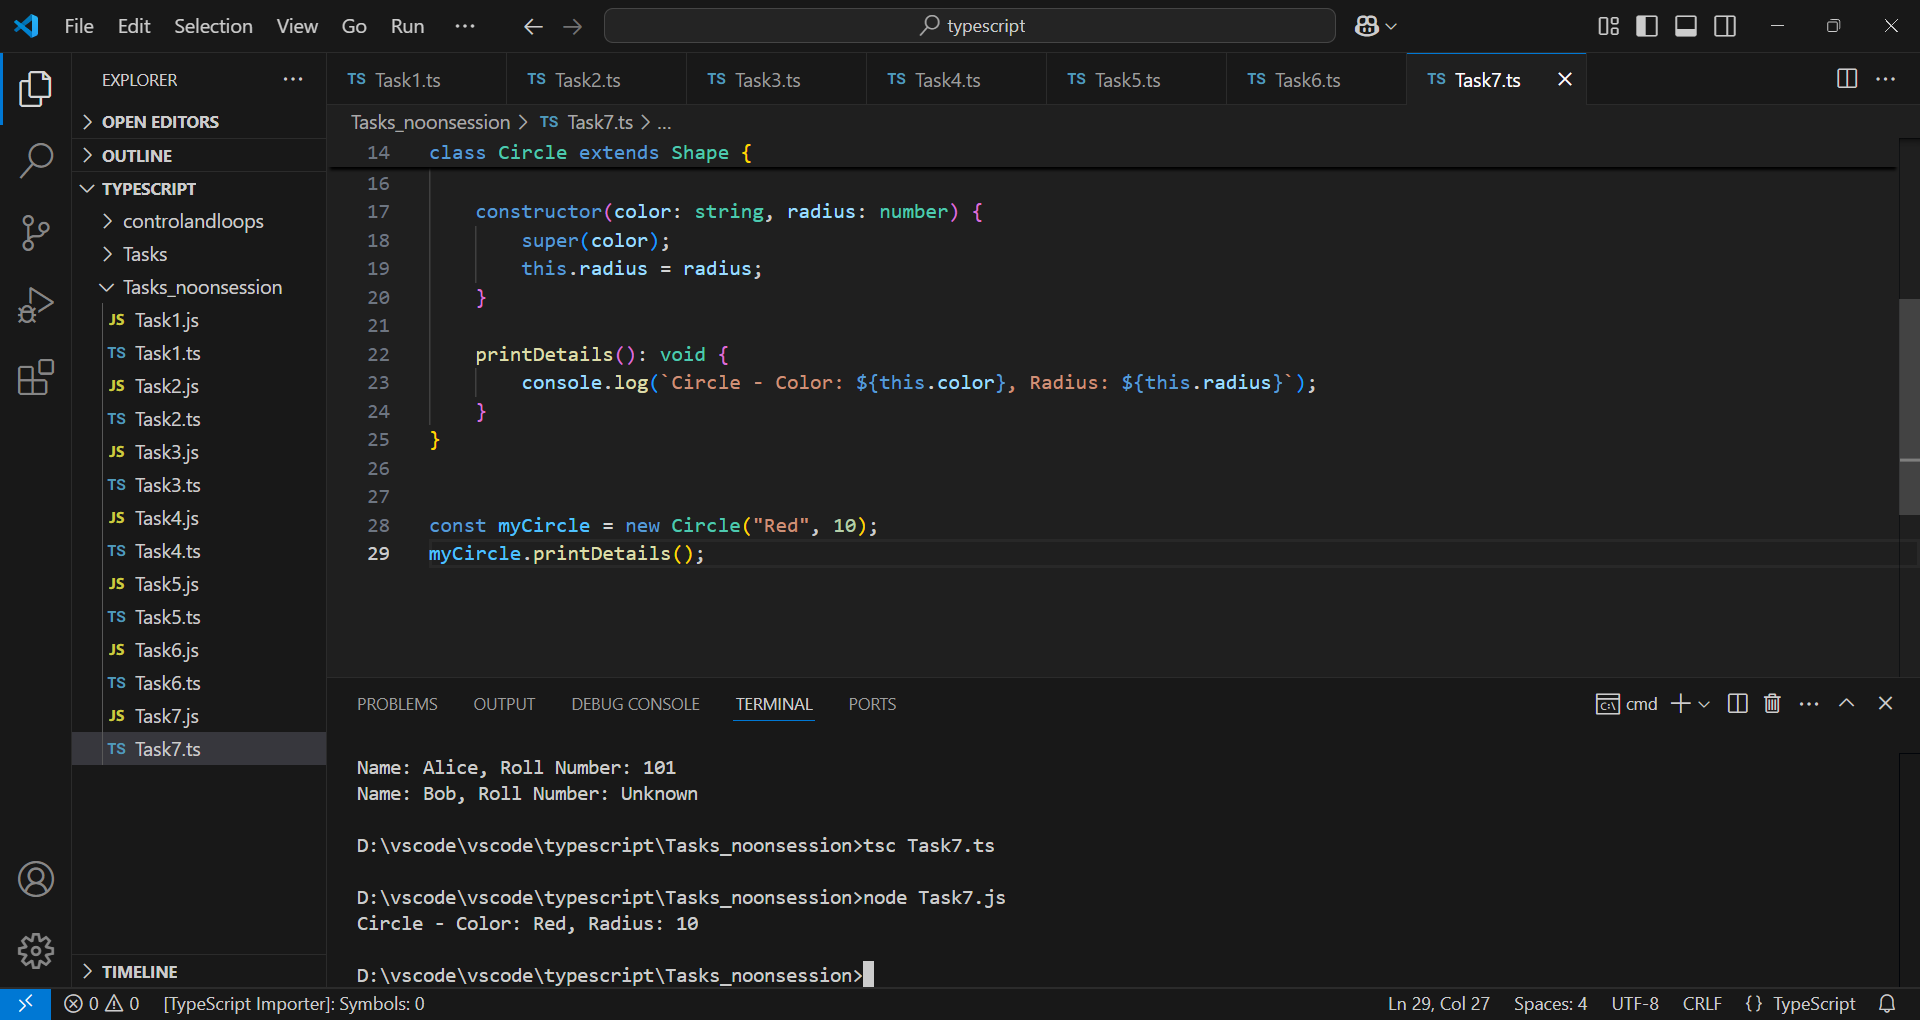 File Edit Selection View Go Run ···
typescript
EXPLORER ···
OPEN EDITORS
OUTLINE
TYPESCRIPT
controlandloops
Tasks
Tasks_noonsession
JS Task1.js
TS Task1.ts
JS Task2.js
TS Task2.ts
JS Task3.js
TS Task3.ts
JS Task4.js
TS Task4.ts
JS Task5.js
TS Task5.ts
JS Task6.js
TS Task6.ts
JS Task7.js
TS Task7.ts
TIMELINE
TS Task1.ts TS Task2.ts TS Task3.ts TS Task4.ts TS Task5.ts TS Task6.ts TS Task7.ts
Tasks_noonsession > TS Task7.ts > ...
14 class Circle extends Shape {
16
17 constructor(color: string, radius: number) {
18 super(color);
19 this.radius = radius;
20 }
21
22 printDetails(): void {
23 console.log(`Circle - Color: ${this.color}, Radius: ${this.radius}`);
24 }
25 }
26
27
28 const myCircle = new Circle("Red", 10);
29 myCircle.printDetails();
PROBLEMS OUTPUT DEBUG CONSOLE TERMINAL PORTS
cmd
Name: Alice, Roll Number: 101
Name: Bob, Roll Number: Unknown
D:\vscode\vscode\typescript\Tasks_noonsession>tsc Task7.ts
D:\vscode\vscode\typescript\Tasks_noonsession>node Task7.js
Circle - Color: Red, Radius: 10
D:\vscode\vscode\typescript\Tasks_noonsession>
0 0 [TypeScript Importer]: Symbols: 0 Ln 29, Col 27 Spaces: 4 UTF-8 CRLF {} TypeScript